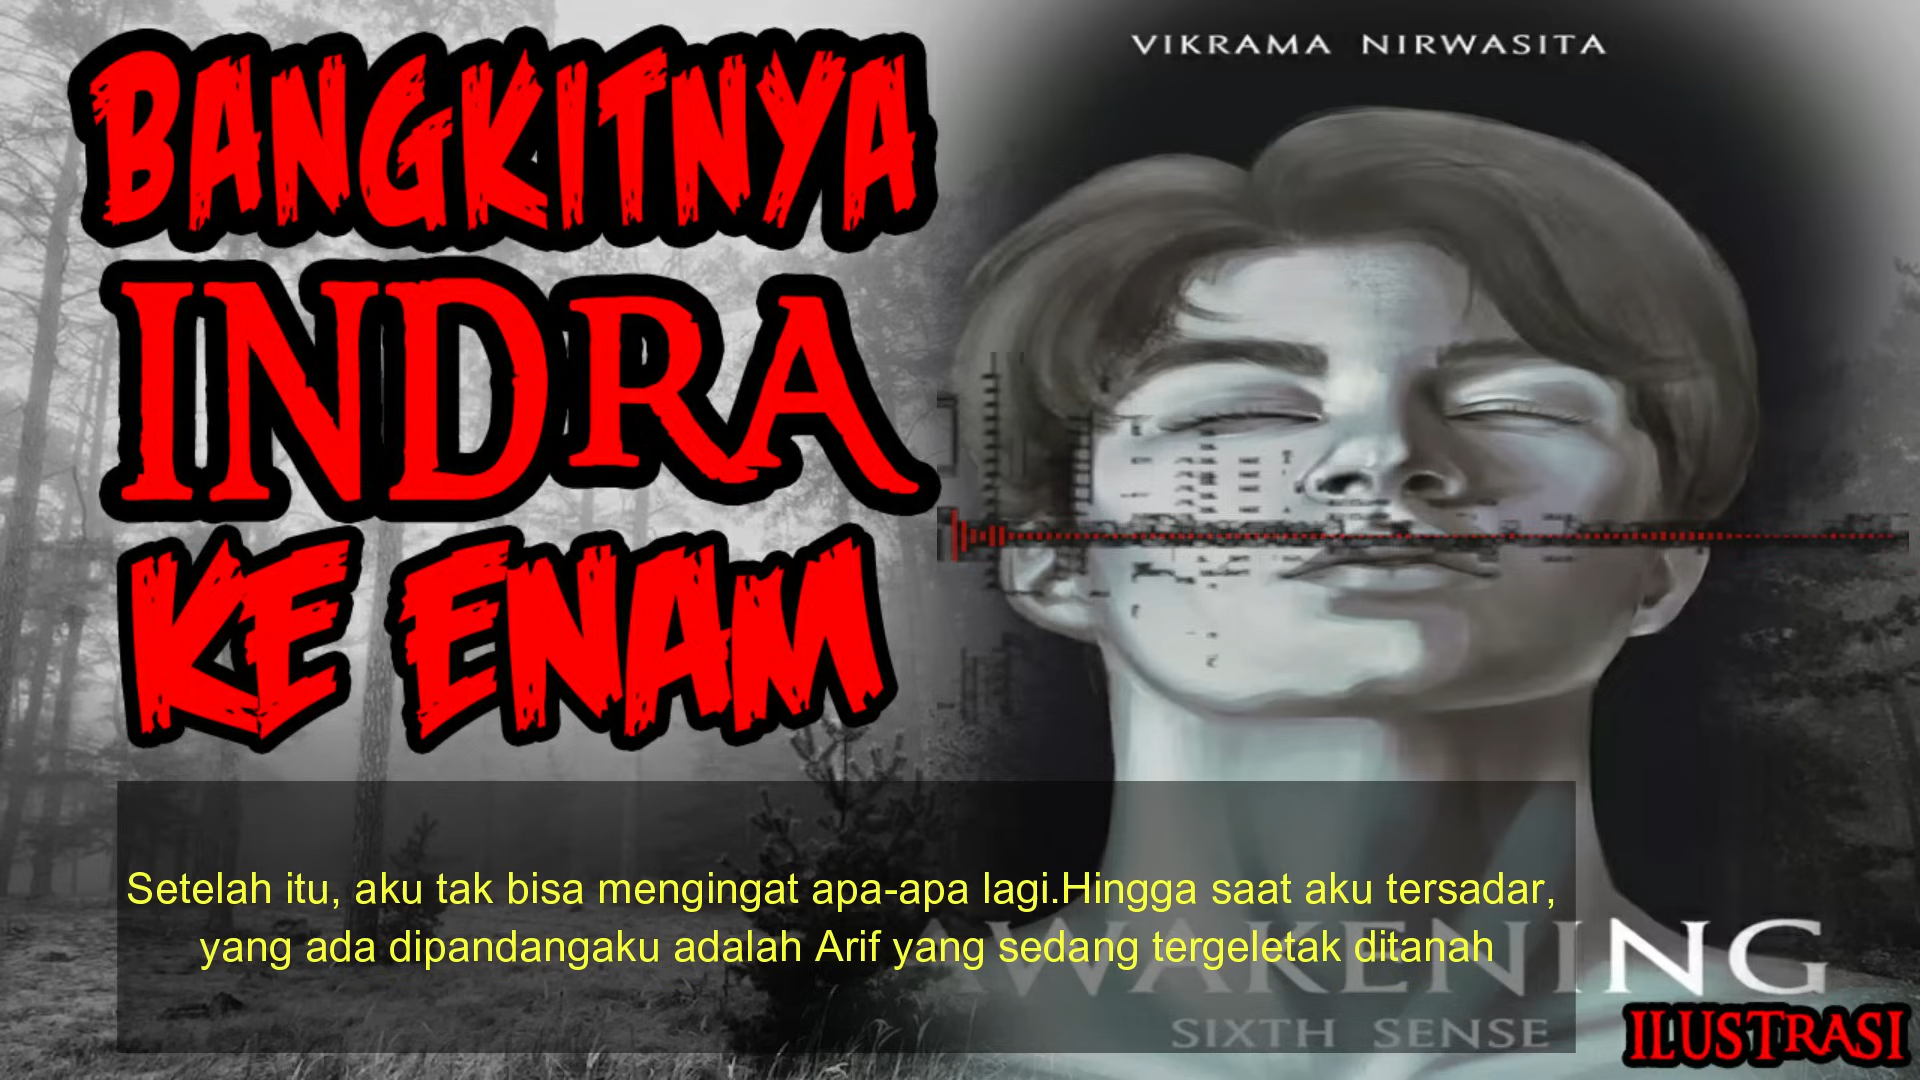 BANGKITNYA
INDRA
KE ENAM
VIKRAMA NIRWASITA
Setelah itu, aku tak bisa mengingat apa-apa lagi.Hingga saat aku tersadar,
yang ada dipandangaku adalah Arif yang sedang tergeletak ditanah
AWAKENING
SIXTH SENSE
ILUSTRASI